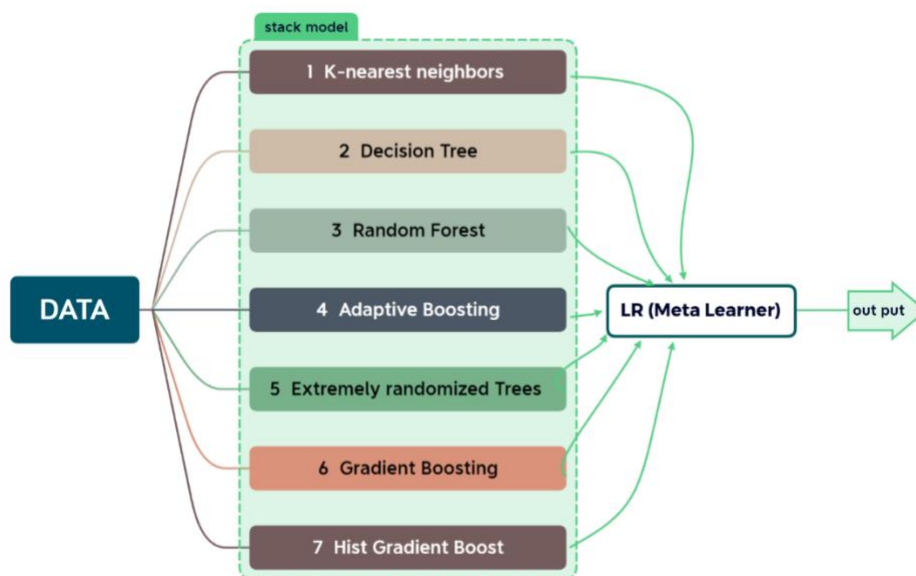 stack model
1 K-nearest neighbors
2 Decision Tree
3 Random Forest
DATA
4 Adaptive Boosting
LR (Meta Learner)
out put
5 Extremely randomized Trees
6 Gradient Boosting
7 Hist Gradient Boost